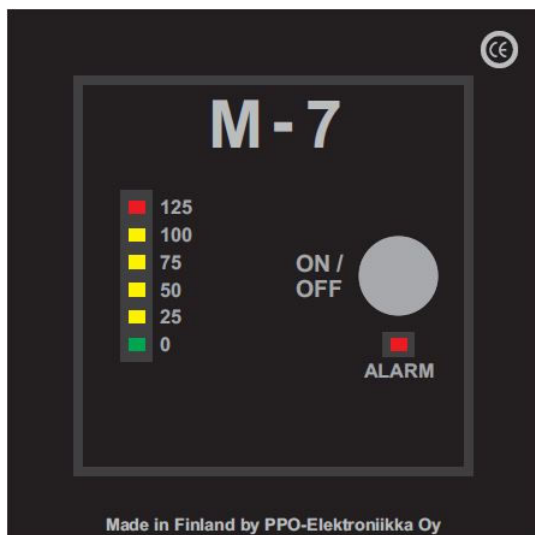 CE
M - 7
125
100
75
50
25
0
ON /
OFF
ALARM
Made in Finland by PPO-Elektroniikka Oy